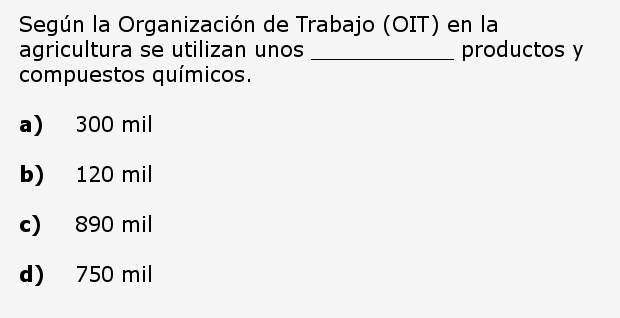 Según la Organización de Trabajo (OIT) en la
agricultura se utilizan unos _____________ productos y
compuestos químicos.
a) 300 mil
b) 120 mil
c) 890 mil
d) 750 mil